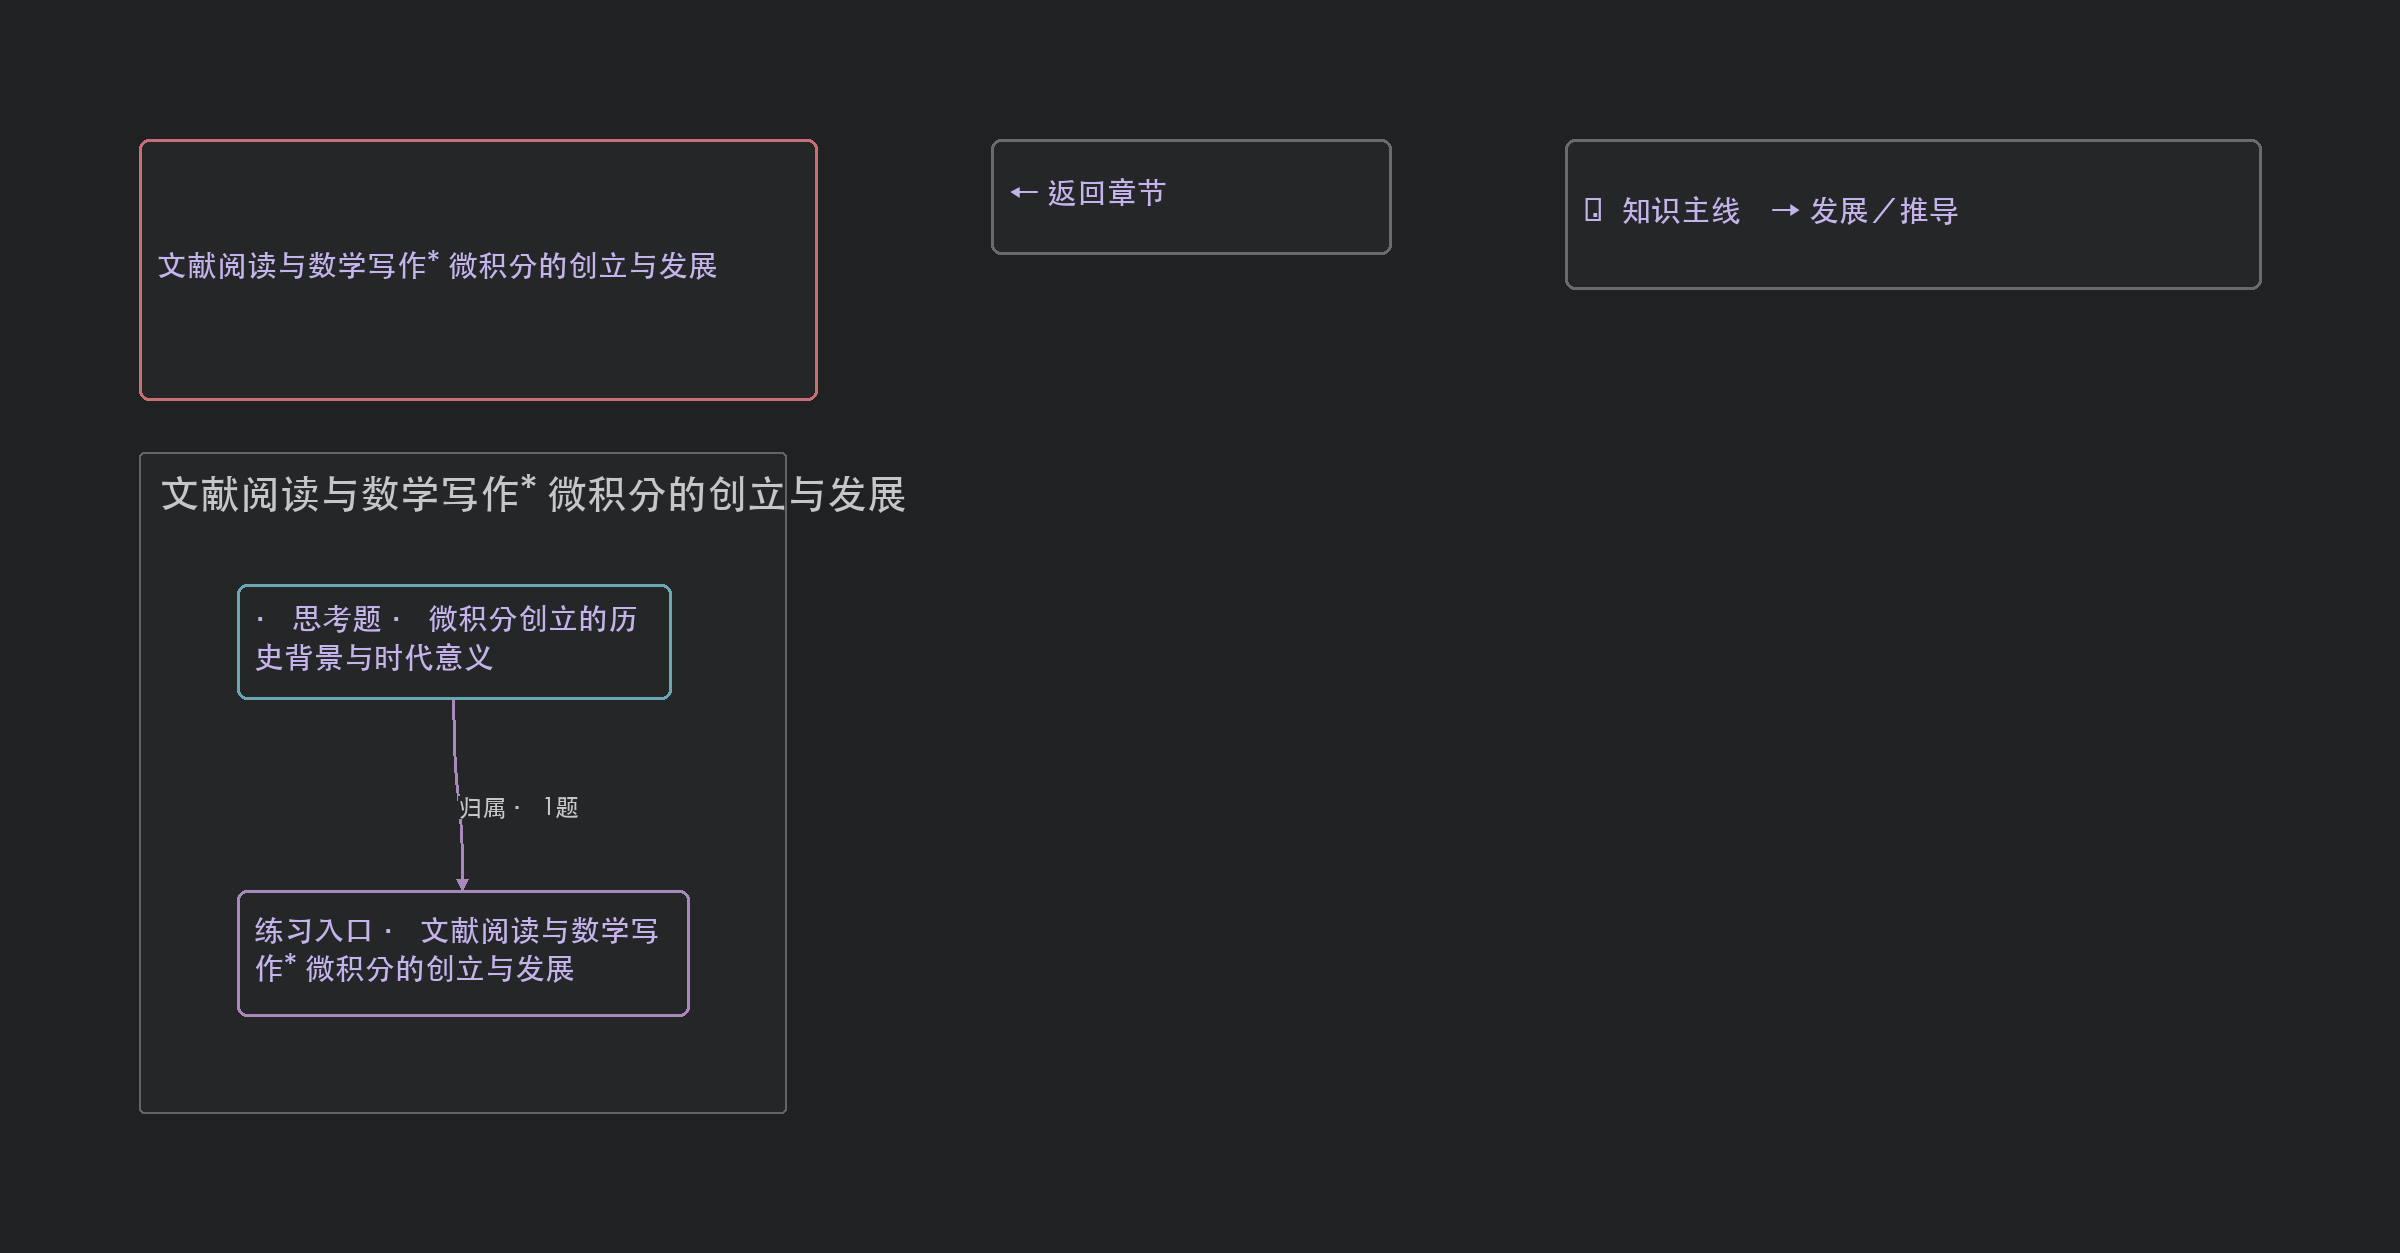 文献阅读与数学写作* 微积分的创立与发展
← 返回章节
知识主线 → 发展／推导
文献阅读与数学写作* 微积分的创立与发展
· 思考题 · 微积分创立的历
史背景与时代意义
归属 · 1题
练习入口 · 文献阅读与数学写
作* 微积分的创立与发展